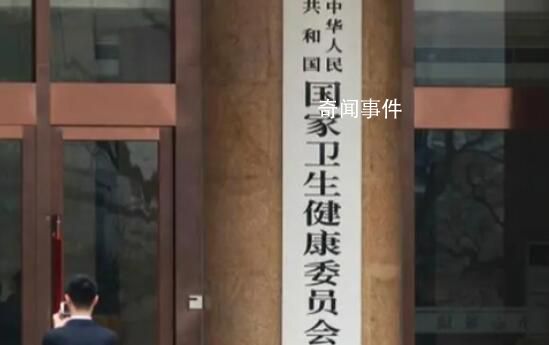 中华人民
共和国
国家卫生健康委员会
奇闻事件